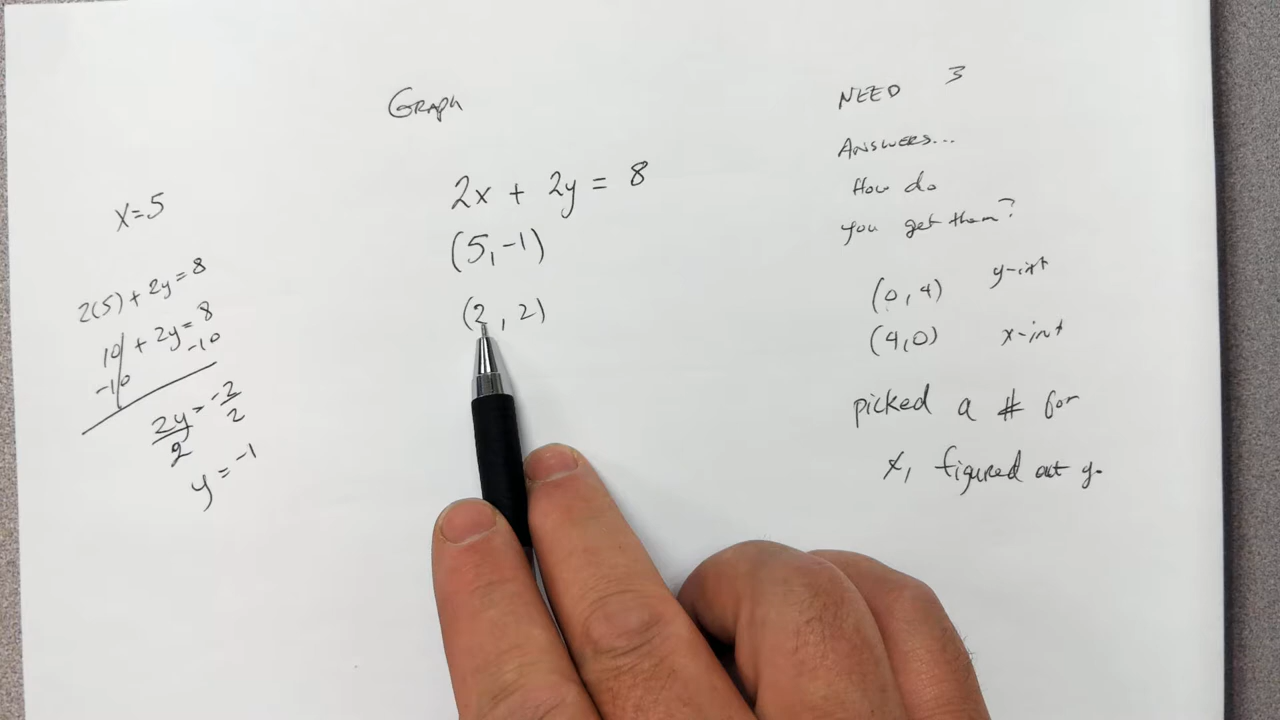 GRAPH
2x + 2y = 8
(5, -1)
(2, 2)
x=5
2(5) + 2y = 8
10 + 2y = 8
-10 -10
2y = -2
2 2
y = -1
NEED 3
ANSWERS...
How do
you get them?
(0, 4) y-int
(4,0) x-int
picked a # for
x, figured out y.